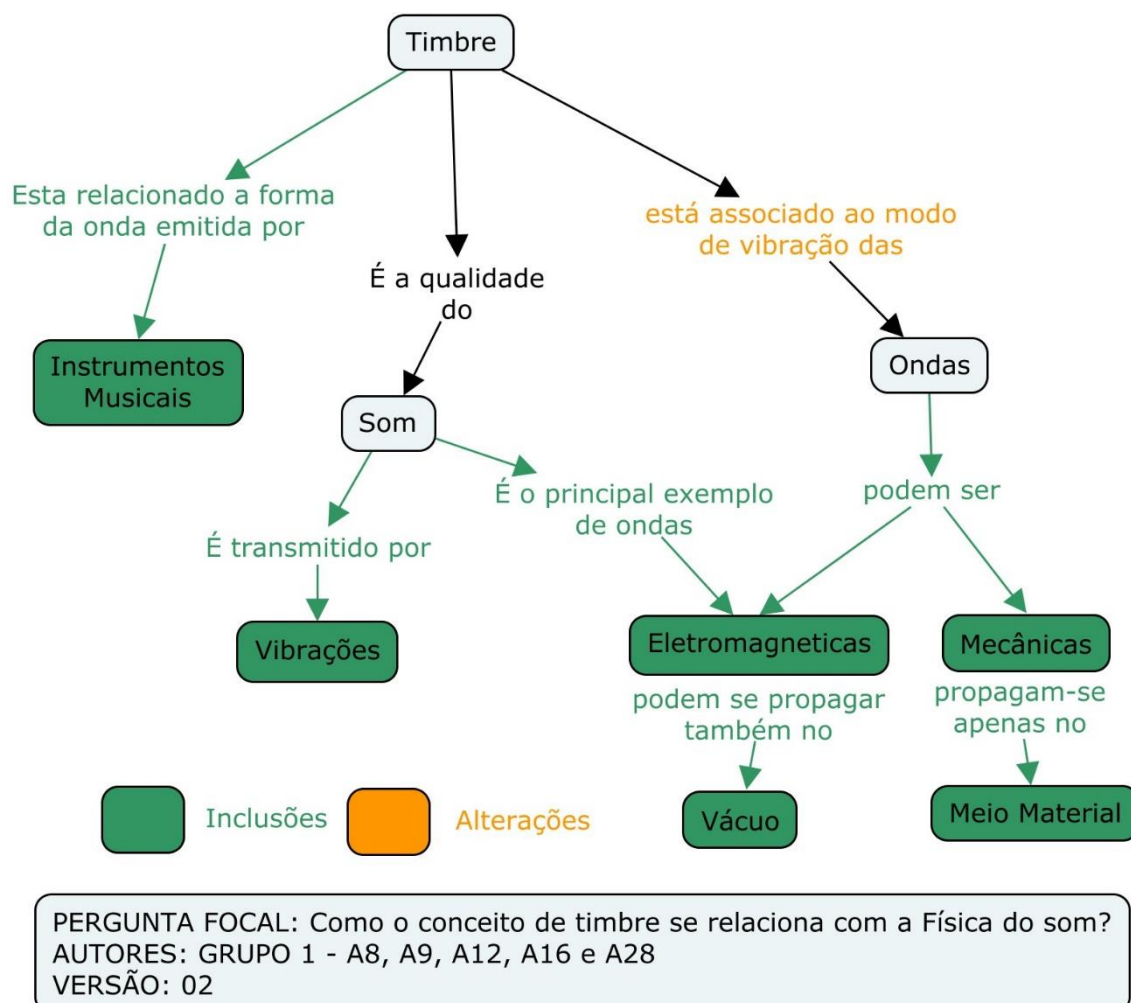 Timbre
Esta relacionado a forma
da onda emitida por
está associado ao modo
de vibração das
É a qualidade
do
Instrumentos
Musicais
Ondas
Som
É o principal exemplo
de ondas
podem ser
É transmitido por
Vibrações
Eletromagneticas
Mecânicas
podem se propagar
também no
propagam-se
apenas no
Vácuo
Meio Material
Inclusões
Alterações
PERGUNTA FOCAL: Como o conceito de timbre se relaciona com a Física do som?
AUTORES: GRUPO 1 - A8, A9, A12, A16 e A28
VERSÃO: 02